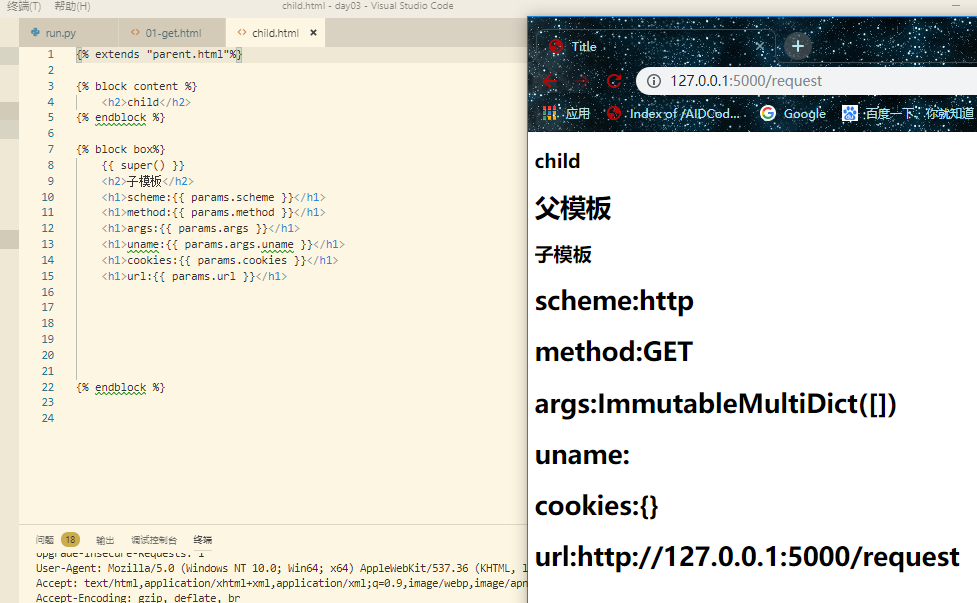 终端(T) 帮助(H) child.html - day03 - Visual Studio Code
run.py 01-get.html child.html ×
1 {% extends "parent.html"%}
2
3 {% block content %}
4 <h2>child</h2>
5 {% endblock %}
6
7 {% block box%}
8 {{ super() }}
9 <h2>子模板</h2>
10 <h1>scheme:{{ params.scheme }}</h1>
11 <h1>method:{{ params.method }}</h1>
12 <h1>args:{{ params.args }}</h1>
13 <h1>uname:{{ params.args.uname }}</h1>
14 <h1>cookies:{{ params.cookies }}</h1>
15 <h1>url:{{ params.url }}</h1>
16
17
18
19
20
21
22 {% endblock %}
23
24
问题 18 输出 调试控制台 终端
Upgrade-Insecure-Requests: 1
User-Agent: Mozilla/5.0 (Windows NT 10.0; Win64; x64) AppleWebKit/537.36 (KHTML, l
Accept: text/html,application/xhtml+xml,application/xml;q=0.9,image/webp,image/apn
Accept-Encoding: gzip, deflate, br
Title
127.0.0.1:5000/request
应用 Index of /AIDCod... Google 百度一下，你就知道
child
父模板
子模板
scheme:http
method:GET
args:ImmutableMultiDict([])
uname:
cookies:{}
url:http://127.0.0.1:5000/request